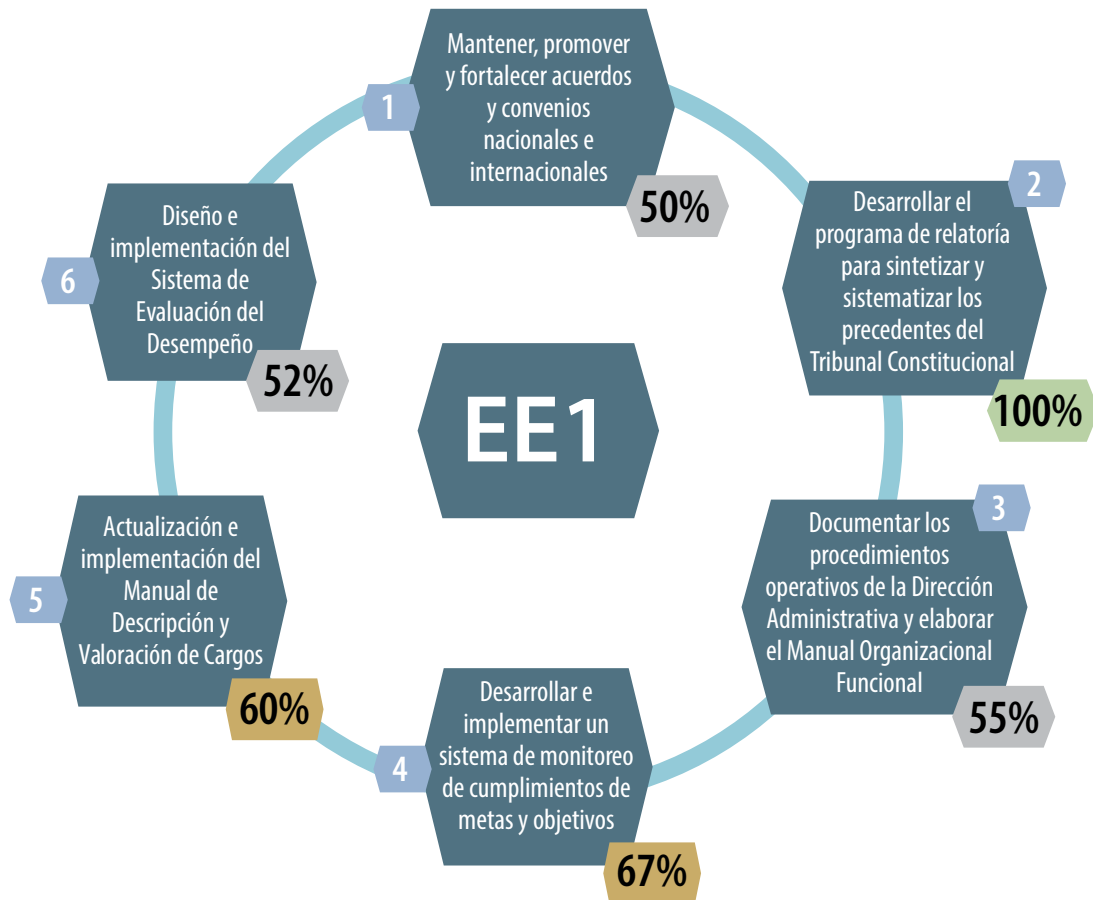 1
Mantener, promover
y fortalecer acuerdos
y convenios
nacionales e
internacionales
50%
2
Desarrollar el
programa de relatoría
para sintetizar y
sistematizar los
precedentes del
Tribunal Constitucional
100%
3
Documentar los
procedimientos
operativos de la Dirección
Administrativa y elaborar
el Manual Organizacional
Funcional
55%
4
Desarrollar e
implementar un
sistema de monitoreo
de cumplimientos de
metas y objetivos
67%
5
Actualización e
implementación del
Manual de
Descripción y
Valoración de Cargos
60%
6
Diseño e
implementación del
Sistema de
Evaluación del
Desempeño
52%
EE1